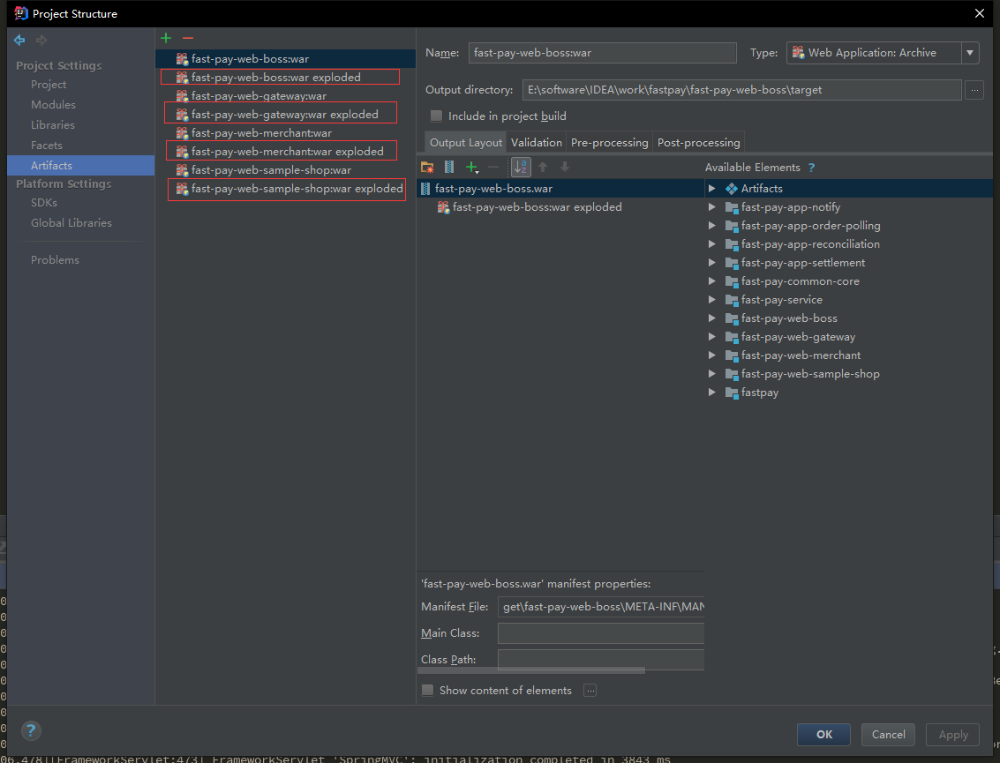 Project Structure
Project Settings
Project
Modules
Libraries
Facets
Artifacts
Platform Settings
SDKs
Global Libraries
Problems
fast-pay-web-boss:war
fast-pay-web-boss:war exploded
fast-pay-web-gateway:war
fast-pay-web-gateway:war exploded
fast-pay-web-merchant:war
fast-pay-web-merchant:war exploded
fast-pay-web-sample-shop:war
fast-pay-web-sample-shop:war exploded
Name: fast-pay-web-boss:war Type: Web Application: Archive
Output directory: E:\software\IDEA\work\fastpay\fast-pay-web-boss\target ...
Include in project build
Output Layout Validation Pre-processing Post-processing
Available Elements ?
fast-pay-web-boss.war
fast-pay-web-boss:war exploded
Artifacts
fast-pay-app-notify
fast-pay-app-order-polling
fast-pay-app-reconciliation
fast-pay-app-settlement
fast-pay-common-core
fast-pay-service
fast-pay-web-boss
fast-pay-web-gateway
fast-pay-web-merchant
fast-pay-web-sample-shop
fastpay
'fast-pay-web-boss.war' manifest properties:
Manifest File: get\fast-pay-web-boss\META-INF\MAN
Main Class:
Class Path:
Show content of elements ...
? OK Cancel Apply
06,478][FrameworkServlet:473] FrameworkServlet 'SpringMVC': initialization completed in 3843 ms